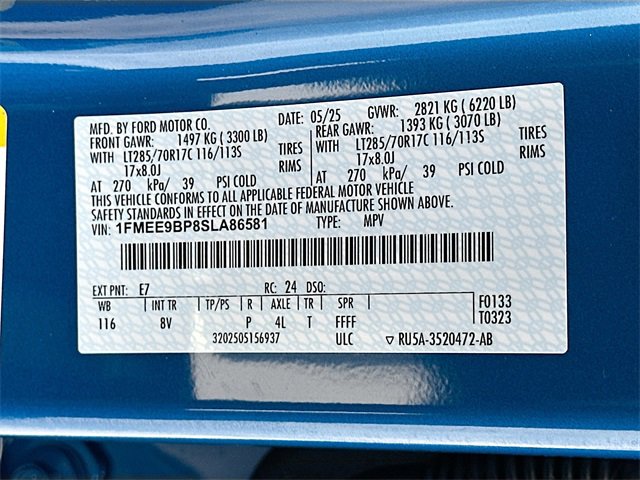 MFD. BY FORD MOTOR CO. DATE: 05/25 GVWR: 2821 KG ( 6220 LB)
FRONT GAWR: 1497 KG ( 3300 LB) REAR GAWR: 1393 KG ( 3070 LB)
WITH LT285/70R17C 116/113S TIRES WITH LT285/70R17C 116/113S TIRES
17x8.0J RIMS 17x8.0J RIMS
AT 270 kPa/ 39 PSI COLD AT 270 kPa/ 39 PSI COLD
THIS VEHICLE CONFORMS TO ALL APPLICABLE FEDERAL MOTOR VEHICLE
SAFETY STANDARDS IN EFFECT ON THE DATE OF MANUFACTURE SHOWN ABOVE.
VIN: 1FMEE9BP8SLA86581 TYPE: MPV
EXT PNT: E7 RC: 24 DSO:
WB INT TR TP/PS R AXLE TR SPR F0133
116 8V P 4L T FFFF T0323
3202505156937 ULC ▽ RU5A-3520472-AB